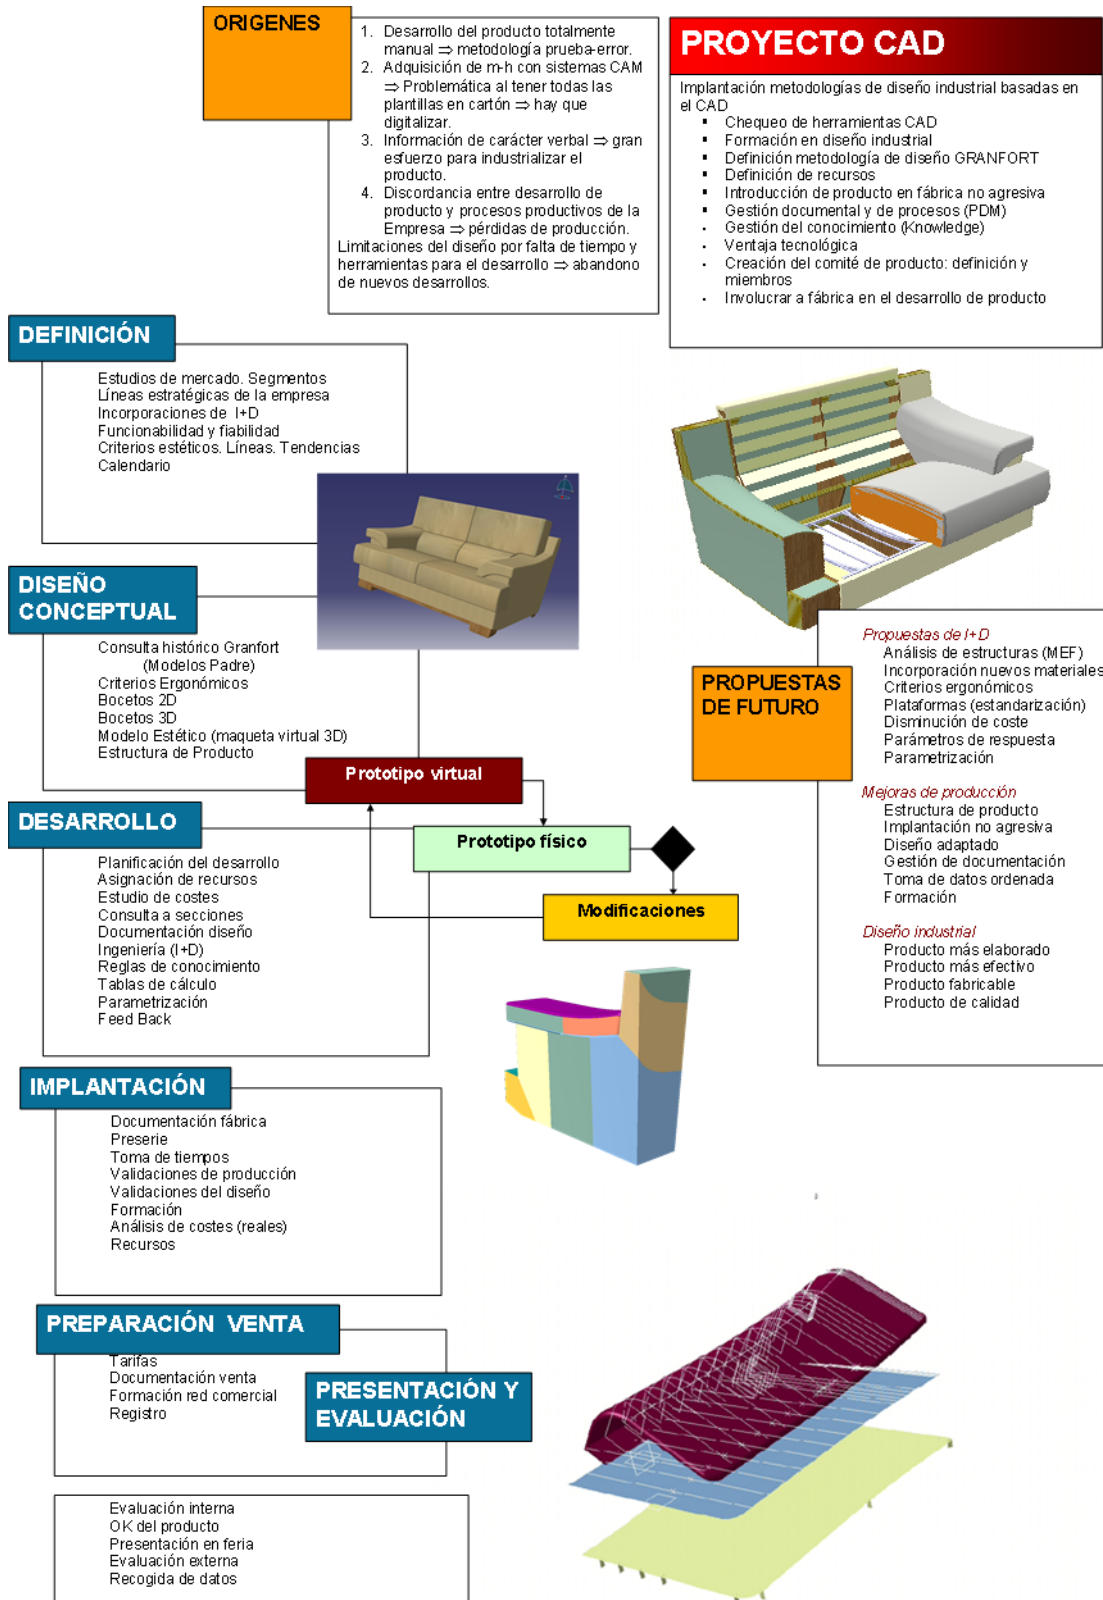 ORIGENES
1. Desarrollo del producto totalmente
manual ⇒ metodología prueba-error.
2. Adquisición de m-h con sistemas CAM
⇒ Problemática al tener todas las
plantillas en cartón ⇒ hay que
digitalizar.
3. Información de carácter verbal ⇒ gran
esfuerzo para industrializar el
producto.
4. Discordancia entre desarrollo de
producto y procesos productivos de la
Empresa ⇒ pérdidas de producción.
Limitaciones del diseño por falta de tiempo y
herramientas para el desarrollo ⇒ abandono
de nuevos desarrollos.
PROYECTO CAD
Implantación metodologías de diseño industrial basadas en
el CAD
▪ Chequeo de herramientas CAD
▪ Formación en diseño industrial
▪ Definición metodología de diseño GRANFORT
▪ Definición de recursos
▪ Introducción de producto en fábrica no agresiva
▪ Gestión documental y de procesos (PDM)
▪ Gestión del conocimiento (Knowledge)
▪ Ventaja tecnológica
▪ Creación del comité de producto: definición y
miembros
▪ Involucrar a fábrica en el desarrollo de producto
DEFINICIÓN
Estudios de mercado. Segmentos
Líneas estratégicas de la empresa
Incorporaciones de I+D
Funcionabilidad y fiabilidad
Criterios estéticos. Líneas. Tendencias
Calendario
DISEÑO
CONCEPTUAL
Consulta histórico Granfort
(Modelos Padre)
Criterios Ergonómicos
Bocetos 2D
Bocetos 3D
Modelo Estético (maqueta virtual 3D)
Estructura de Producto
Prototipo virtual
Prototipo físico
Modificaciones
DESARROLLO
Planificación del desarrollo
Asignación de recursos
Estudio de costes
Consulta a secciones
Documentación diseño
Ingeniería (I+D)
Reglas de conocimiento
Tablas de cálculo
Parametrización
Feed Back
PROPUESTAS
DE FUTURO
Propuestas de I+D
Análisis de estructuras (MEF)
Incorporación nuevos materiales
Criterios ergonómicos
Plataformas (estandarización)
Disminución de coste
Parámetros de respuesta
Parametrización
Mejoras de producción
Estructura de producto
Implantación no agresiva
Diseño adaptado
Gestión de documentación
Toma de datos ordenada
Formación
Diseño industrial
Producto más elaborado
Producto más efectivo
Producto fabricable
Producto de calidad
IMPLANTACIÓN
Documentación fábrica
Preserie
Toma de tiempos
Validaciones de producción
Validaciones del diseño
Formación
Análisis de costes (reales)
Recursos
PREPARACIÓN VENTA
Tarifas
Documentación venta
Formación red comercial
Registro
PRESENTACIÓN Y
EVALUACIÓN
Evaluación interna
OK del producto
Presentación en feria
Evaluación externa
Recogida de datos